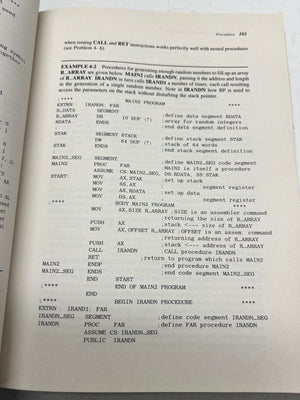 Procedures 103
when reusing CALL and RET instructions works perfectly well with nested procedures
(see Problem 4-4).
EXAMPLE 4-2 Procedures for generating enough random numbers to fill up an array
R_ARRAY are given below. MAIN2 calls IRANDN, passing it the address and length
of R_ARRAY. IRANDN in turn calls IRAND1 a number of times, each call resulting
in the generation of a single random number. Note in IRANDN how BP is used to
access the parameters on the stack without disturbing the stack pointer.
;**** MAIN2 PROGRAM ****
EXTRN IRANDN: FAR
R_DATA SEGMENT ;define data segment RDATA
R_ARRAY DB 10 DUP (?) ;array for random integers
RDATA ENDS ;end data segment definition
STAK SEGMENT STACK
DW 64 DUP (?) ;define stack segment
STAK ENDS ;stack of 64 words
;end stack segment definition
MAIN2_SEG SEGMENT ;define MAIN2_SEG code segment
MAIN2 PROC FAR ;MAIN2 is itself a procedure
ASSUME CS:MAIN2_SEG, DS:RDATA, SS STAK
START: MOV AX,STAK ;set up stack
MOV SS,AX segment register
MOV AX,RDATA ;set up data
MOV DS,AX segment register
;**** BODY MAIN2 PROGRAM ****
MOV AX,SIZE R_ARRAY ;SIZE is an assembler command
;returning the size of R_ARRAY
PUSH AX ;stack <--- size of R_ARRAY
MOV AX,OFFSET R_ARRAY ;OFFSET is an assem. command
;returning address of R_ARRAY
PUSH AX ;stack <--- address of R_ARRAY
CALL IRANDN ;CALL procedure IRANDN
RET ;return to program which calls MAIN2
MAIN2 ENDP ;end procedure MAIN2
MAIN2_SEG ENDS ;end code segment MAIN2_SEG
END START
;**** END OF MAIN2 PROGRAM ****
END
;**** BEGIN IRANDN PROCEDURE ****
EXTRN IRAND1: FAR
IRANDN_SEG SEGMENT ;define code segment IRANDN_SEG
IRANDN PROC FAR ;define FAR procedure IRANDN
ASSUME CS:IRANDN_SEG
PUBLIC IRANDN